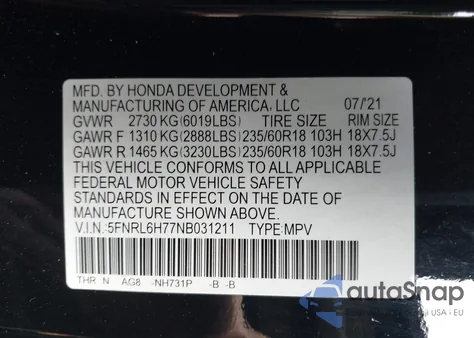 MFD. BY HONDA DEVELOPMENT &
MANUFACTURING OF AMERICA, LLC 07/'21
GVWR 2730 KG(6019LBS) TIRE SIZE RIM SIZE
GAWR F 1310 KG(2888LBS)235/60R18 103H 18X7.5J
GAWR R 1465 KG(3230LBS)235/60R18 103H 18X7.5J
THIS VEHICLE CONFORMS TO ALL APPLICABLE
FEDERAL MOTOR VEHICLE SAFETY
STANDARDS IN EFFECT ON THE DATE OF
MANUFACTURE SHOWN ABOVE.
V.I.N.:5FNRL6H77NB031211 TYPE:MPV
THR N AG8 -NH731P -B -B
autoSnap
USA › EU